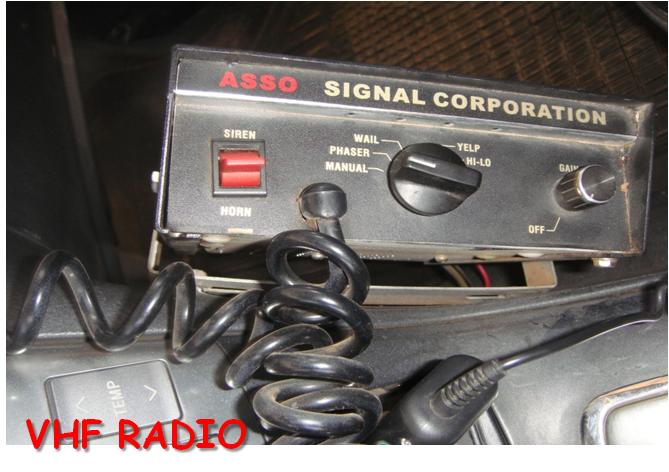 ASSO SIGNAL CORPORATION
SIREN
HORN
WAIL
PHASER
MANUAL
YELP
HI-LO
GAIN
OFF
TEMP
VHF RADIO